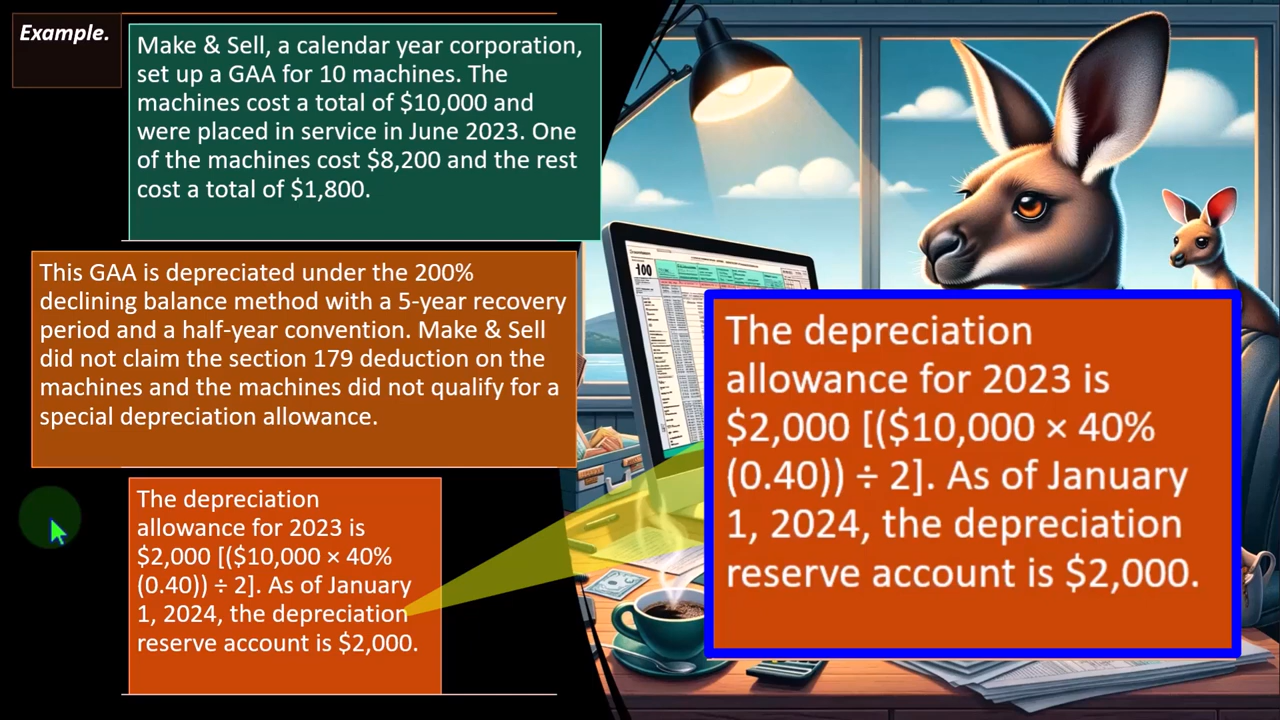 Example.
Make & Sell, a calendar year corporation,
set up a GAA for 10 machines. The
machines cost a total of $10,000 and
were placed in service in June 2023. One
of the machines cost $8,200 and the rest
cost a total of $1,800.
This GAA is depreciated under the 200%
declining balance method with a 5-year recovery
period and a half-year convention. Make & Sell
did not claim the section 179 deduction on the
machines and the machines did not qualify for a
special depreciation allowance.
The depreciation
allowance for 2023 is
$2,000 [($10,000 × 40%
(0.40)) ÷ 2]. As of January
1, 2024, the depreciation
reserve account is $2,000.
100
The depreciation
allowance for 2023 is
$2,000 [($10,000 × 40%
(0.40)) ÷ 2]. As of January
1, 2024, the depreciation
reserve account is $2,000.